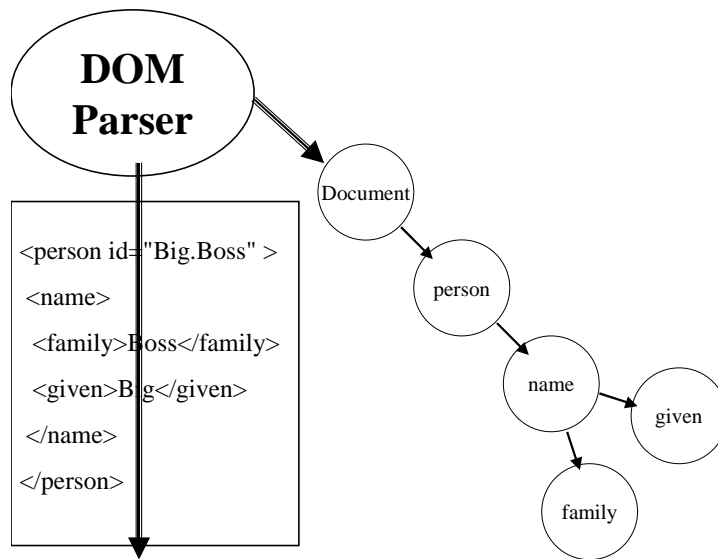 DOM
Parser
Document
<person id="Big.Boss" >
<name>
<family>Boss</family>
<given>Big</given>
</name>
</person>
person
name
given
family